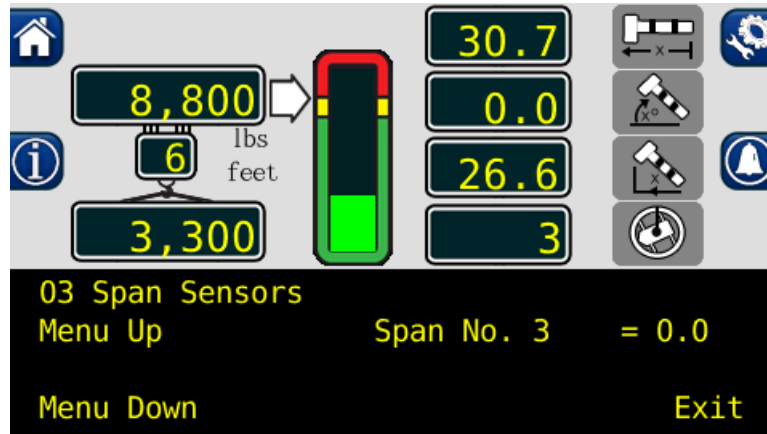 30.7
8,800
0.0
6
lbs
feet
26.6
3,300
3
x
x°
x
03 Span Sensors
Menu Up Span No. 3 = 0.0
Menu Down Exit